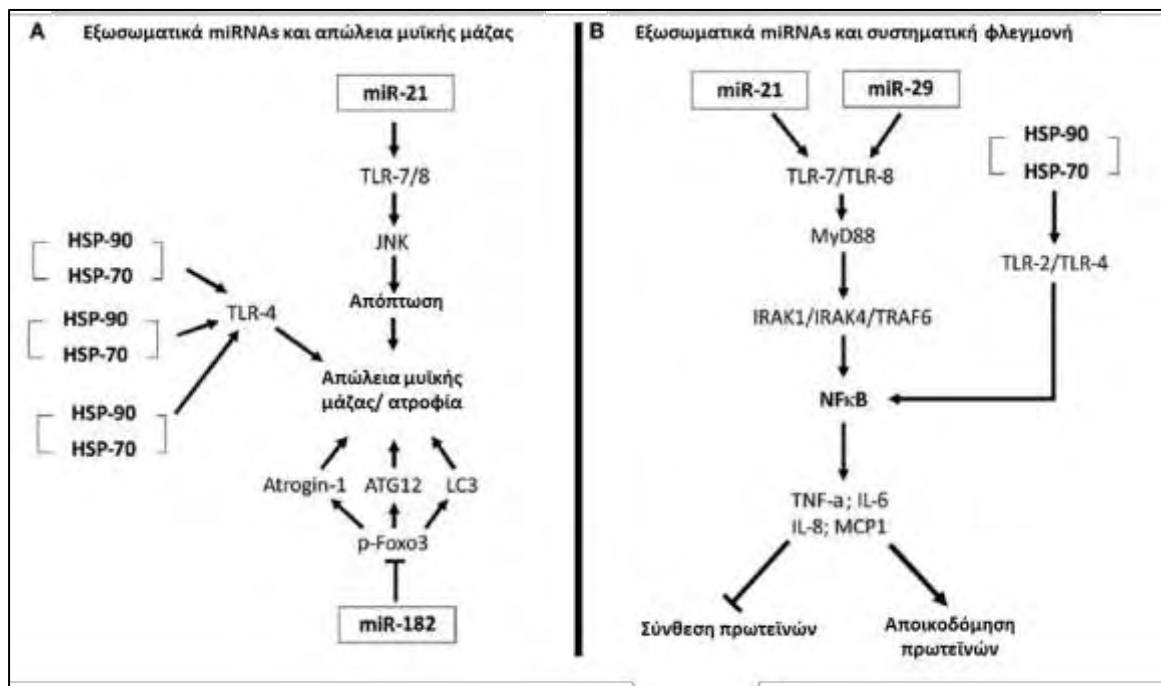 A Εξωσωματικά miRNAs και απώλεια μυϊκής μάζας
miR-21
TLR-7/8
JNK
Απόπτωση
HSP-90
HSP-70
HSP-90
HSP-70
HSP-90
HSP-70
TLR-4
Απώλεια μυϊκής
μάζας/ ατροφία
Atrogin-1 ATG12 LC3
p-Foxo3
miR-182
B Εξωσωματικά miRNAs και συστηματική φλεγμονή
miR-21 miR-29
HSP-90
HSP-70
TLR-7/TLR-8
MyD88
TLR-2/TLR-4
IRAK1/IRAK4/TRAF6
NFκB
TNF-a; IL-6
IL-8; MCP1
Σύνθεση πρωτεϊνών
Αποικοδόμηση
πρωτεϊνών